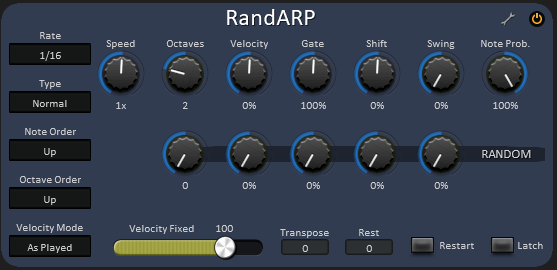 RandARP
Rate
1/16
Type
Normal
Note Order
Up
Octave Order
Up
Velocity Mode
As Played
Speed Octaves Velocity Gate Shift Swing Note Prob.
1x 2 0% 100% 0% 0% 100%
RANDOM
0 0% 0% 0% 0%
Velocity Fixed 100
Transpose Rest
0 0
Restart Latch